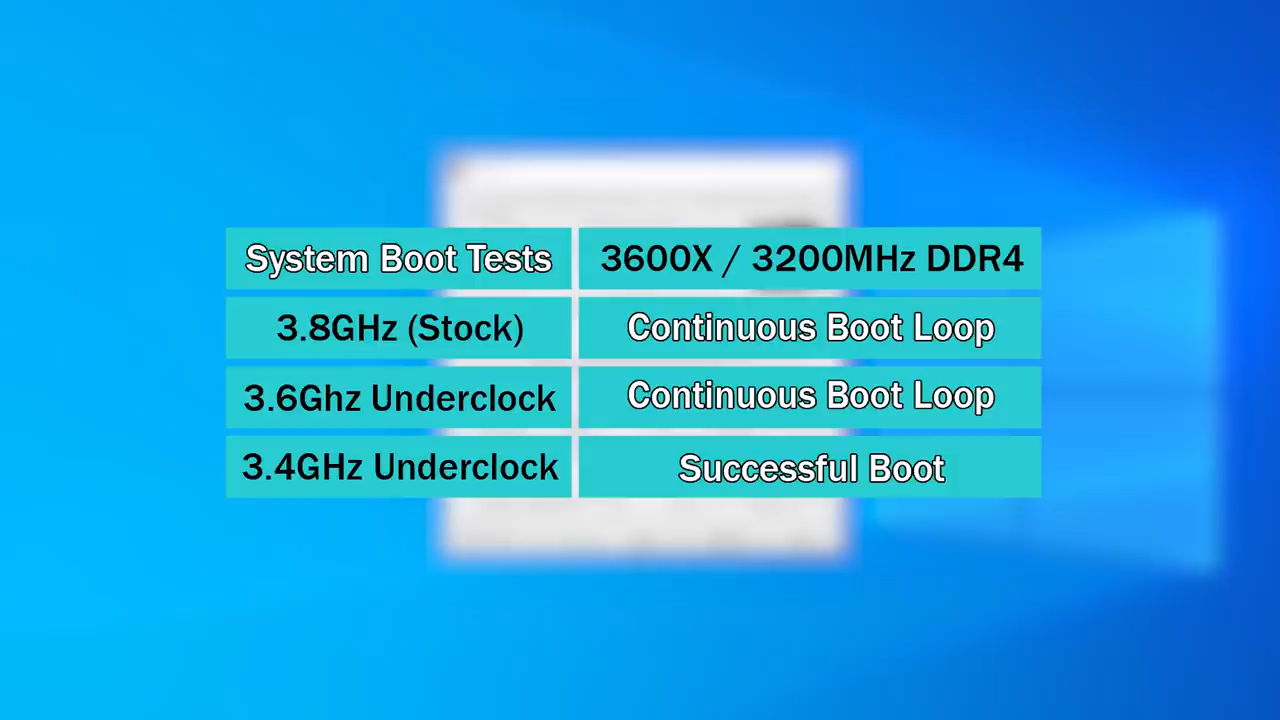 System Boot Tests
3600X / 3200MHz DDR4
3.8GHz (Stock)
Continuous Boot Loop
3.6Ghz Underclock
Continuous Boot Loop
3.4GHz Underclock
Successful Boot